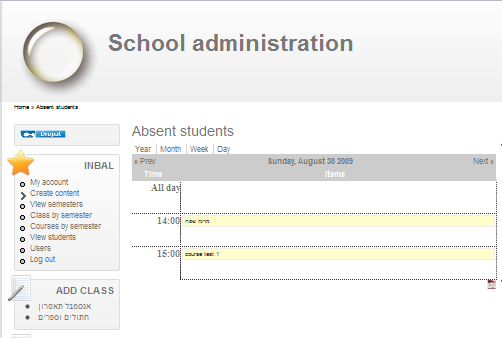 School administration
Home » Absent students
Drupal
Absent students
Year Month Week Day
« Prev Sunday, August 30 2009 Next »
Time Items
All day
14:00
15:00 course test 1
INBAL
My account
Create content
View semesters
Class by semester
Courses by semester
View students
Users
Log out
ADD CLASS
אנסמבל תאטרון
חתולים וספרים